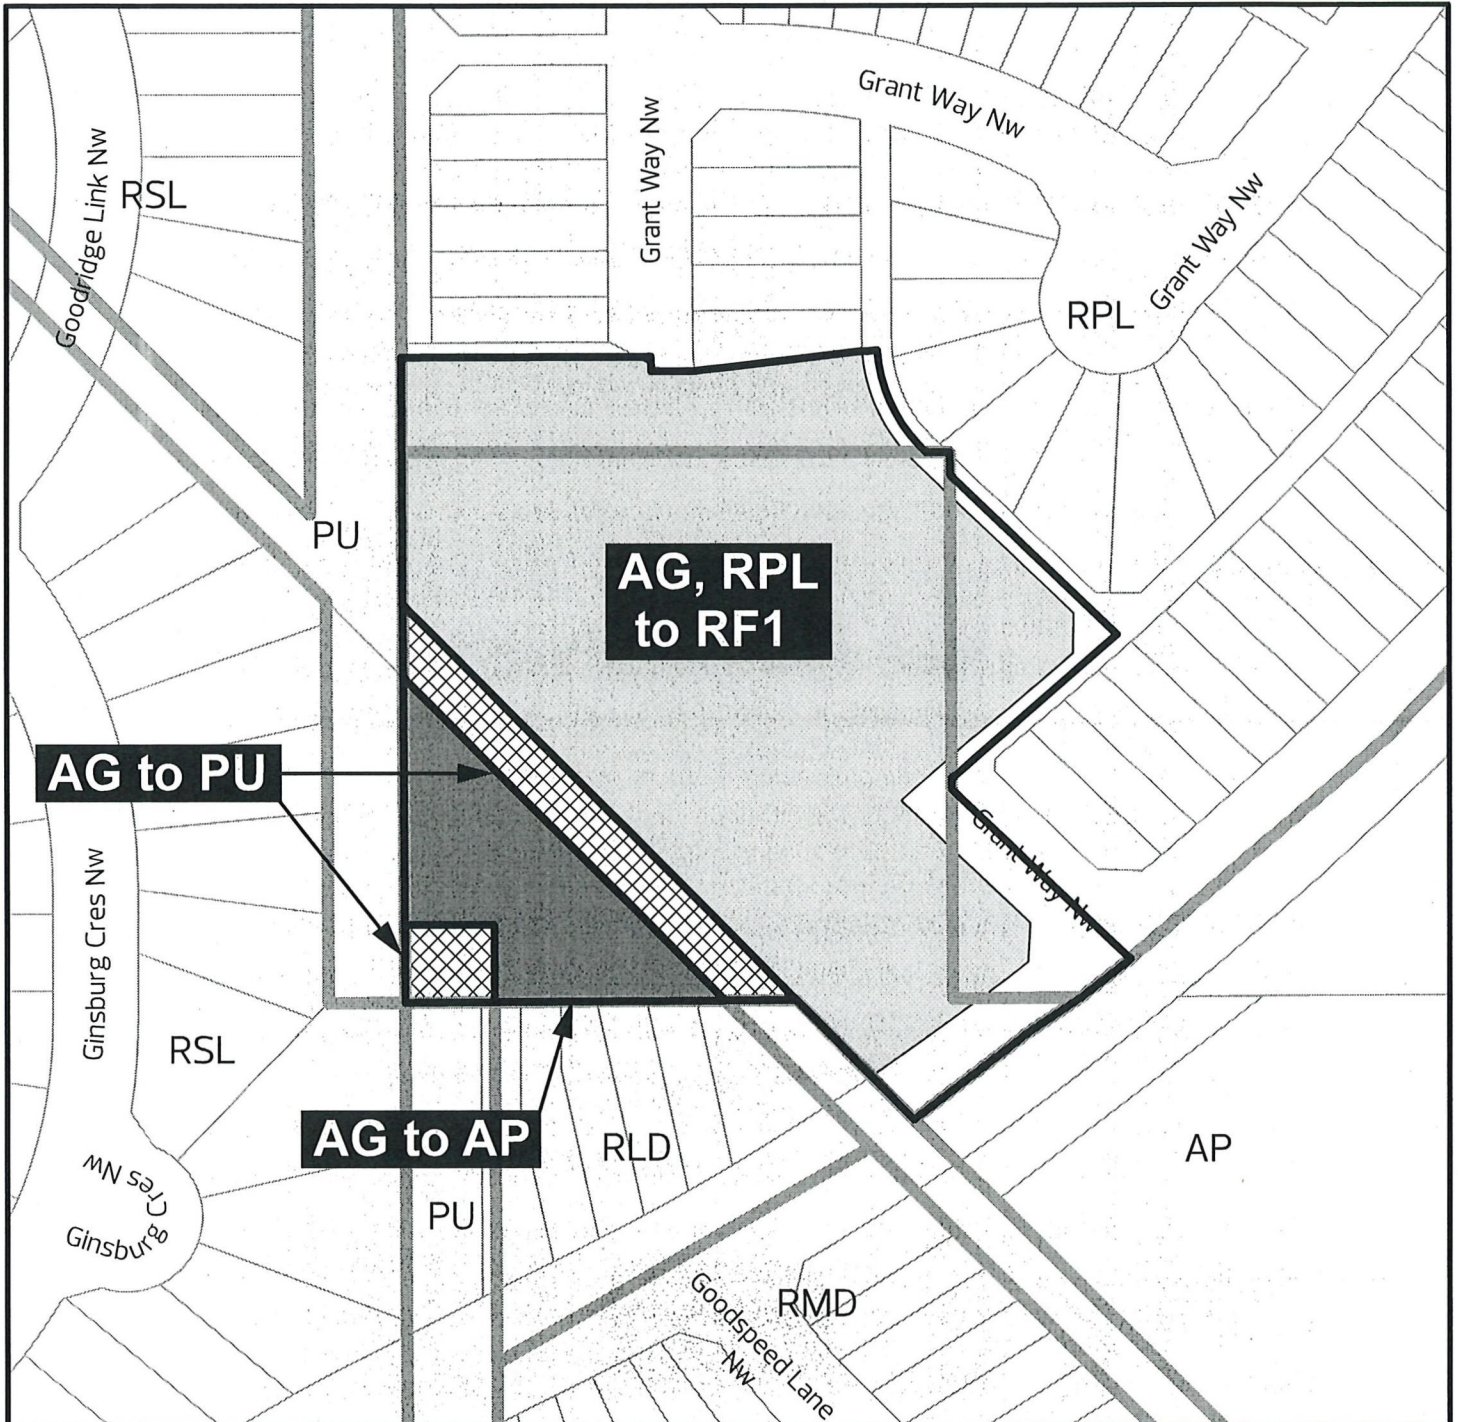 Grant Way Nw
Grant Way Nw
Grant Way Nw
Goodridge Link Nw
RSL
RPL
PU
AG, RPL
to RF1
AG to PU
Grant Way Nw
Ginsburg Cres Nw
RSL
AG to AP
RLD
AP
Ginsburg Cres Nw
PU
RMD
Goodspeed Lane
Nw